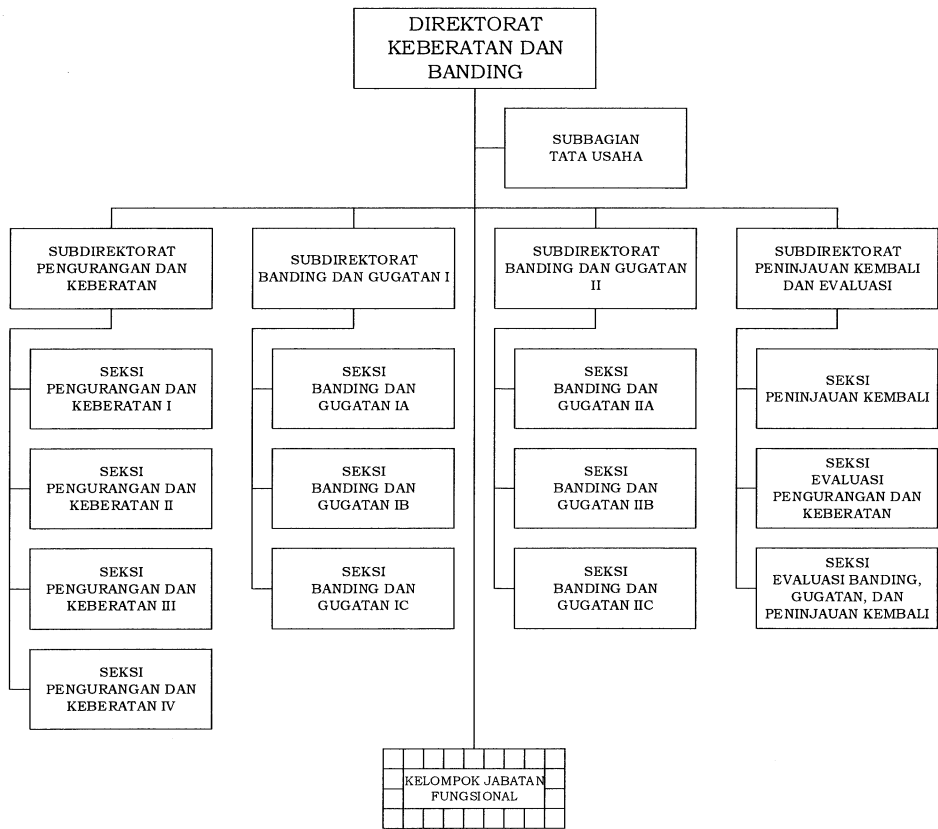 DIREKTORAT
KEBERATAN DAN
BANDING
SUBBAGIAN
TATA USAHA
SUBDIREKTORAT
PENGURANGAN DAN
KEBERATAN
SUBDIREKTORAT
BANDING DAN GUGATAN I
SUBDIREKTORAT
BANDING DAN GUGATAN
II
SUBDIREKTORAT
PENINJAUAN KEMBALI
DAN EVALUASI
SEKSI
PENGURANGAN DAN
KEBERATAN I
SEKSI
BANDING DAN
GUGATAN IA
SEKSI
BANDING DAN
GUGATAN IIA
SEKSI
PENINJAUAN KEMBALI
SEKSI
PENGURANGAN DAN
KEBERATAN II
SEKSI
BANDING DAN
GUGATAN IB
SEKSI
BANDING DAN
GUGATAN IIB
SEKSI
EVALUASI
PENGURANGAN DAN
KEBERATAN
SEKSI
PENGURANGAN DAN
KEBERATAN III
SEKSI
BANDING DAN
GUGATAN IC
SEKSI
BANDING DAN
GUGATAN IIC
SEKSI
EVALUASI BANDING,
GUGATAN, DAN
PENINJAUAN KEMBALI
SEKSI
PENGURANGAN DAN
KEBERATAN IV
KELOMPOK JABATAN
FUNGSIONAL